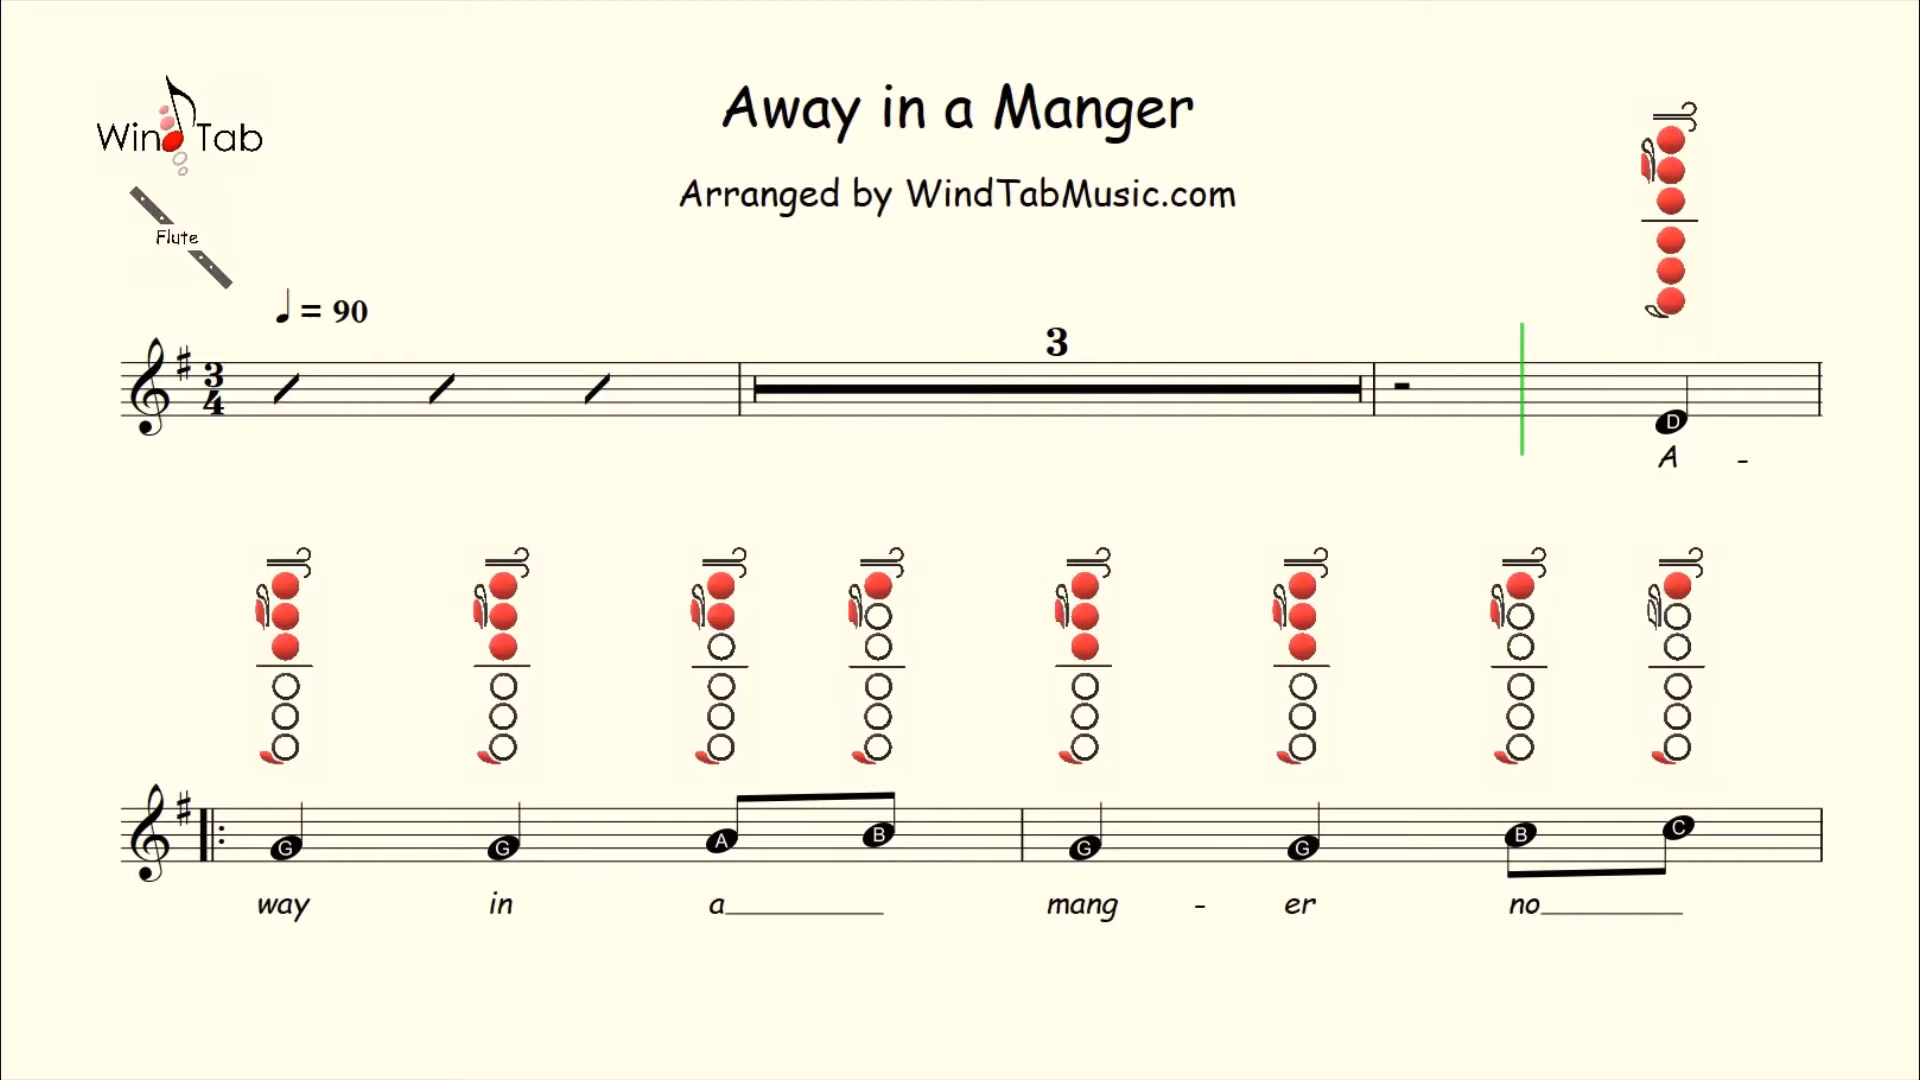 Away in a Manger
WindTab
Arranged by WindTabMusic.com
Flute
= 90
3
3
4
D
A -
G G A B G G B C
way in a mang - er no